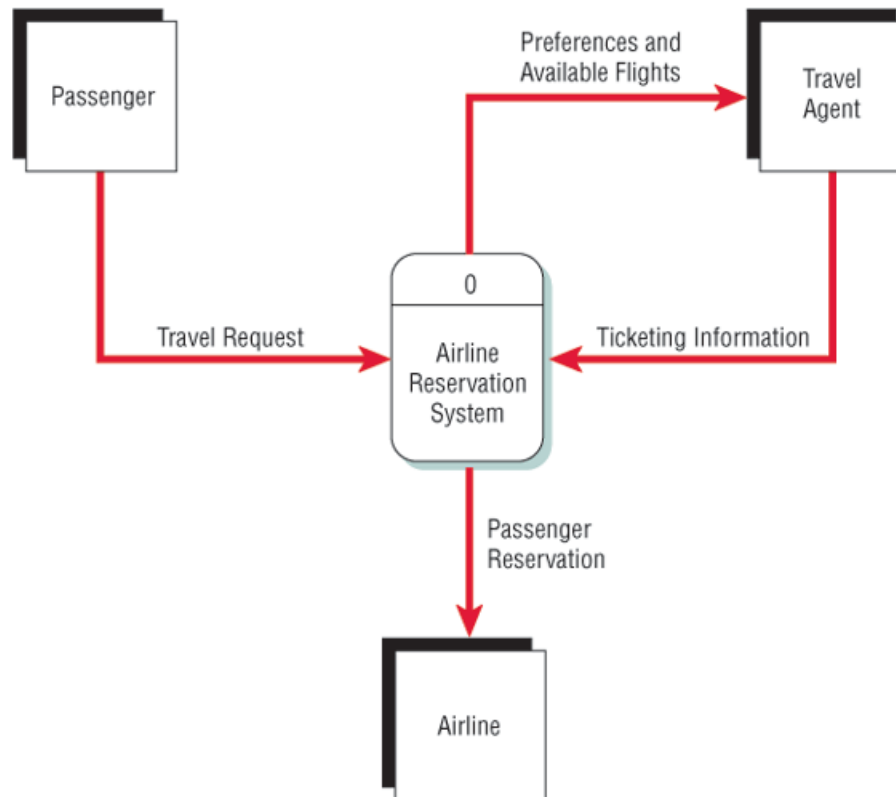 Preferences and
Available Flights
Passenger
Travel
Agent
0
Travel Request
Airline
Reservation
System
Ticketing Information
Passenger
Reservation
Airline